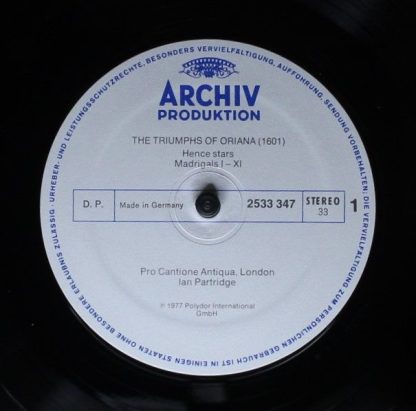 URHEBER- UND LEISTUNGSSCHUTZRECHTE, BESONDERS VERVIELFÄLTIGUNG, AUFFÜHRUNG, SENDUNG VORBEHALTEN; DIE VERVIELFÄLTIGUNG ZUM PERSÖNLICHEN GEBRAUCH IST IN EINIGEN STAATEN OHNE BESONDERE ERLAUBNIS ZULÄSSIG -
ARCHIV
PRODUKTION
THE TRIUMPHS OF ORIANA (1601)
Hence stars
Madrigals I – XI
D. P. Made in Germany 2533 347 STEREO 33 1
Pro Cantione Antiqua, London
Ian Partridge
℗ 1977 Polydor International
GmbH